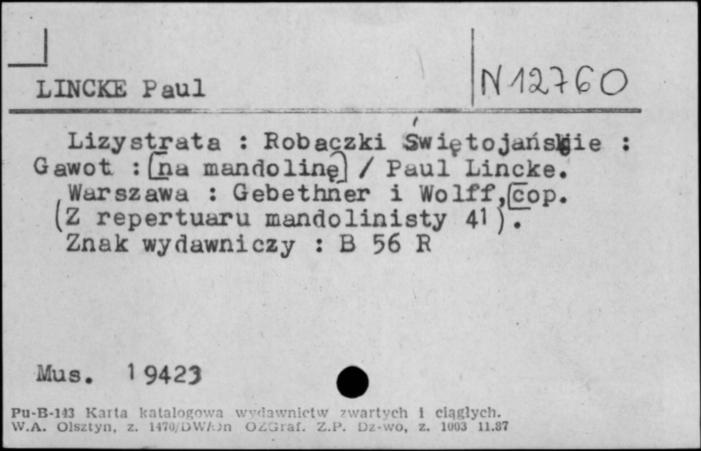 LINCKE Paul
N 12760
Lizystrata : Robaczki Świętojańskie :
Gawot : [na mandolinę] / Paul Lincke.
Warszawa : Gebethner i Wolff, [cop.
(Z repertuaru mandolinisty 41).
Znak wydawniczy : B 56 R
Mus. 19423
Pu-B-143 Karta katalogowa wydawnictw zwartych i ciągłych.
W.A. Olsztyn, z. 1470/DW/ OZGraf. Z.P. Dz-wo, z. 1003 11.87